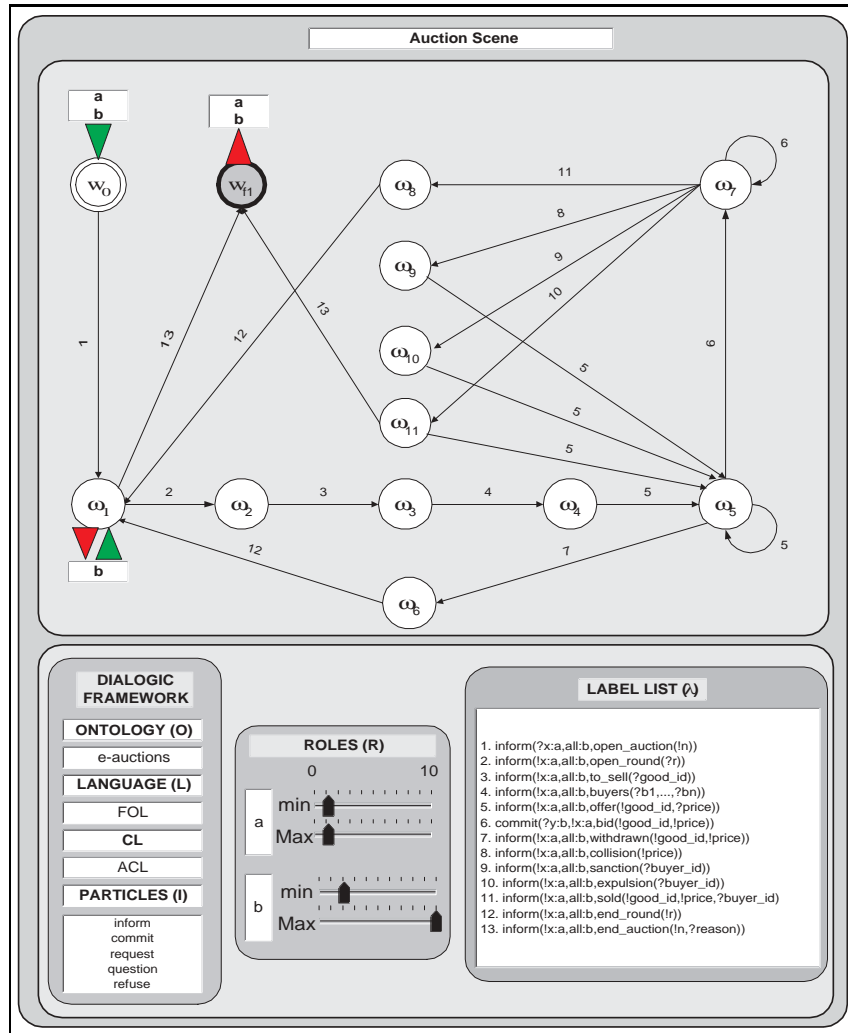 Auction Scene
a
b
a
b
w0
wf1
ω8
11
ω7
6
8
ω9
9
10
13
12
13
1
ω10
5
6
5
ω11
5
ω1
2
ω2
3
ω3
4
ω4
5
ω5
5
b
12
7
ω6
DIALOGIC
FRAMEWORK
ONTOLOGY (O)
e-auctions
LANGUAGE (L)
FOL
CL
ACL
PARTICLES (I)
inform
commit
request
question
refuse
ROLES (R)
0 10
a
min
Max
b
min
Max
LABEL LIST (λ)
1. inform(?x:a,all:b,open_auction(!n))
2. inform(!x:a,all:b,open_round(?r)
3. inform(!x:a,all:b,to_sell(?good_id)
4. inform(!x:a,all:b,buyers(?b1,...,?bn)
5. inform(!x:a,all:b,offer(!good_id,?price))
6. commit(?y:b,!x:a,bid(!good_id,!price))
7. inform(!x:a,all:b,withdrawn(!good_id,!price))
8. inform(!x:a,all:b,collision(!price))
9. inform(!x:a,all:b,sanction(?buyer_id))
10. inform(!x:a,all:b,expulsion(?buyer_id))
11. inform(!x:a,all:b,sold(!good_id,!price,?buyer_id)
12. inform(!x:a,all:b,end_round(!r))
13. inform(!x:a,all:b,end_auction(!n,?reason))